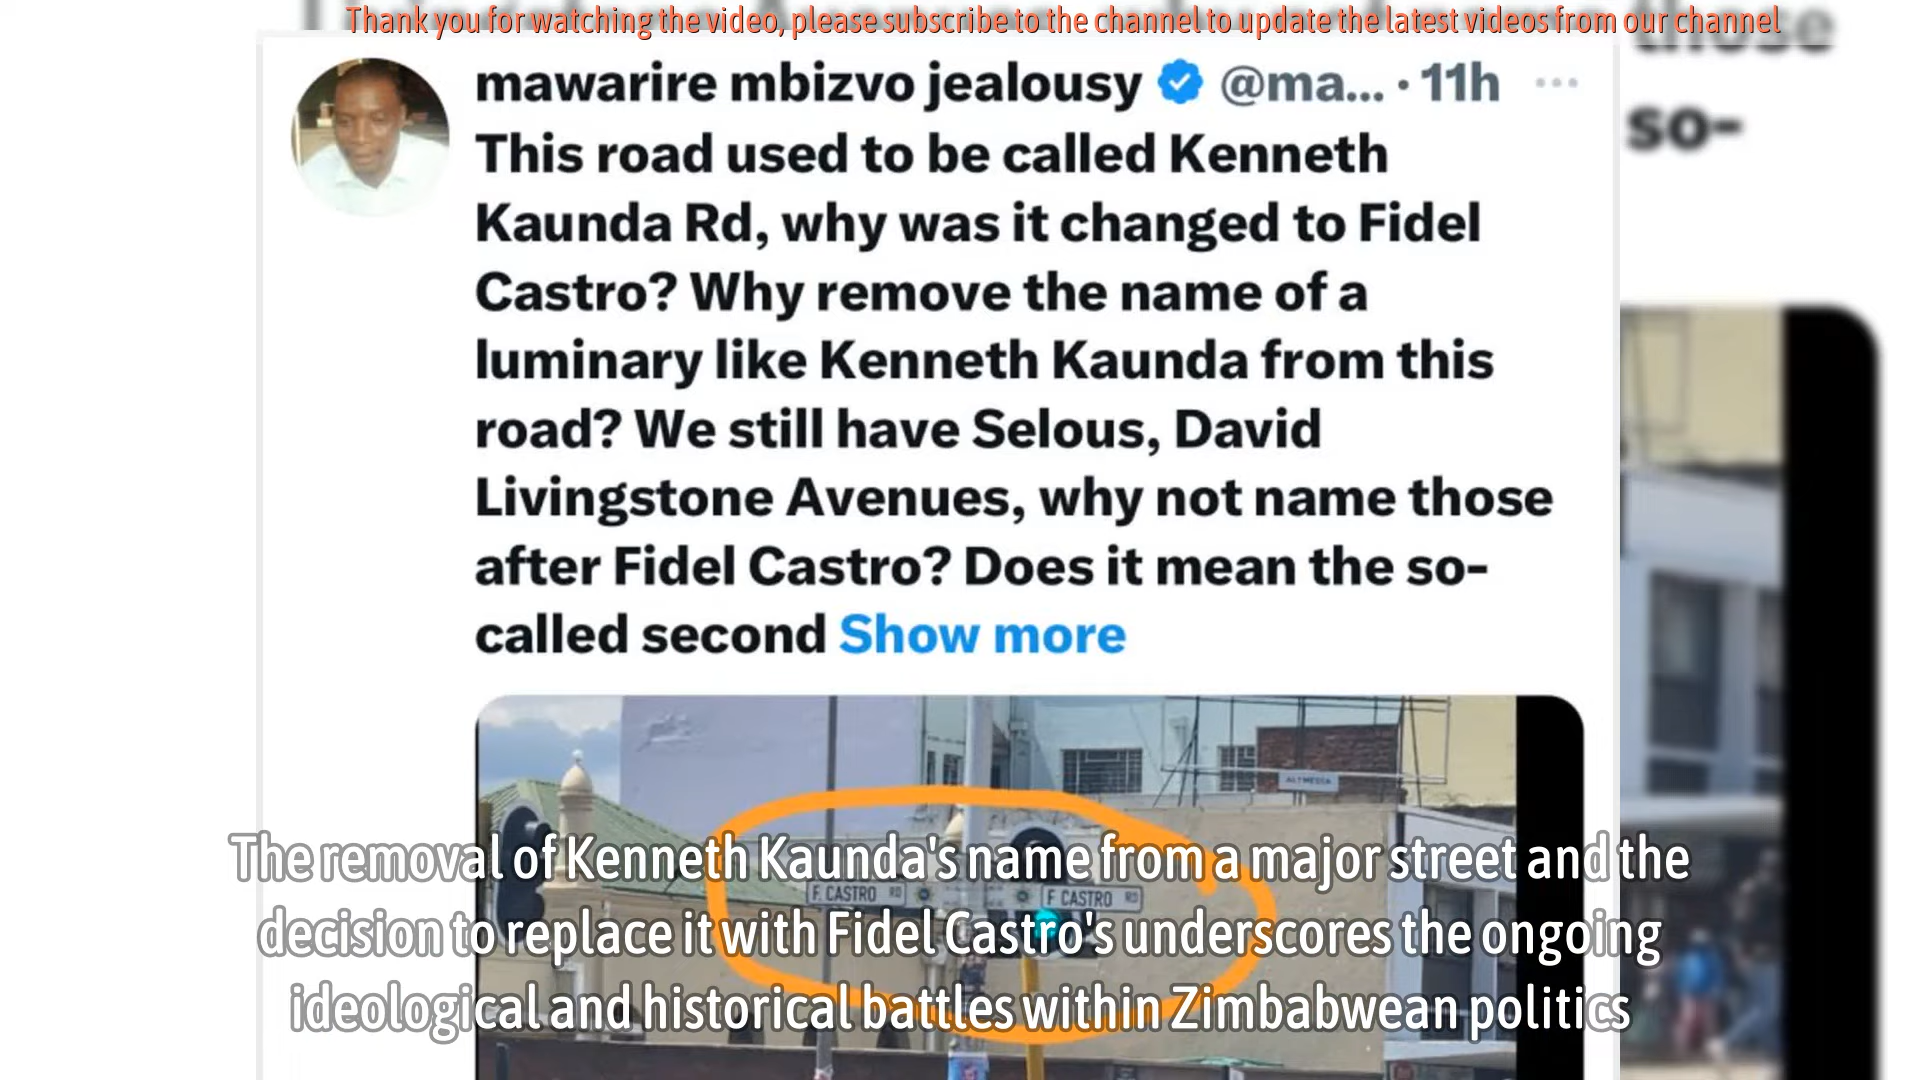 Thank you for watching the video, please subscribe to the channel to update the latest videos from our channel
those
mawarire mbizvo jealousy @ma... · 11h ...
so-
This road used to be called Kenneth
Kaunda Rd, why was it changed to Fidel
Castro? Why remove the name of a
luminary like Kenneth Kaunda from this
road? We still have Selous, David
Livingstone Avenues, why not name those
after Fidel Castro? Does it mean the so-
called second Show more
ALTMEDIA
F. CASTRO RD
F CASTRO RD
The removal of Kenneth Kaunda's name from a major street and the
decision to replace it with Fidel Castro's underscores the ongoing
ideological and historical battles within Zimbabwean politics